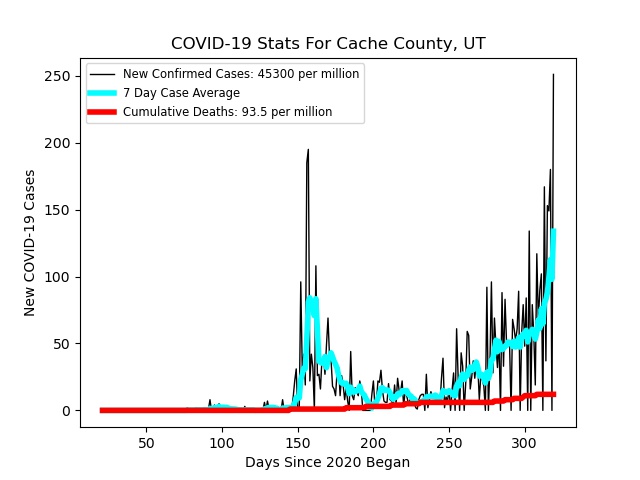 COVID-19 Stats For Cache County, UT
New Confirmed Cases: 45300 per million
7 Day Case Average
Cumulative Deaths: 93.5 per million
New COVID-19 Cases
250
200
150
100
50
0
50 100 150 200 250 300
Days Since 2020 Began